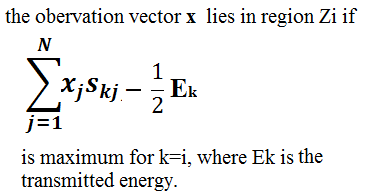 the obervation vector x lies in region Zi if
N
∑ xjskj − 1/2 Ek
j=1
is maximum for k=i, where Ek is the
transmitted energy.